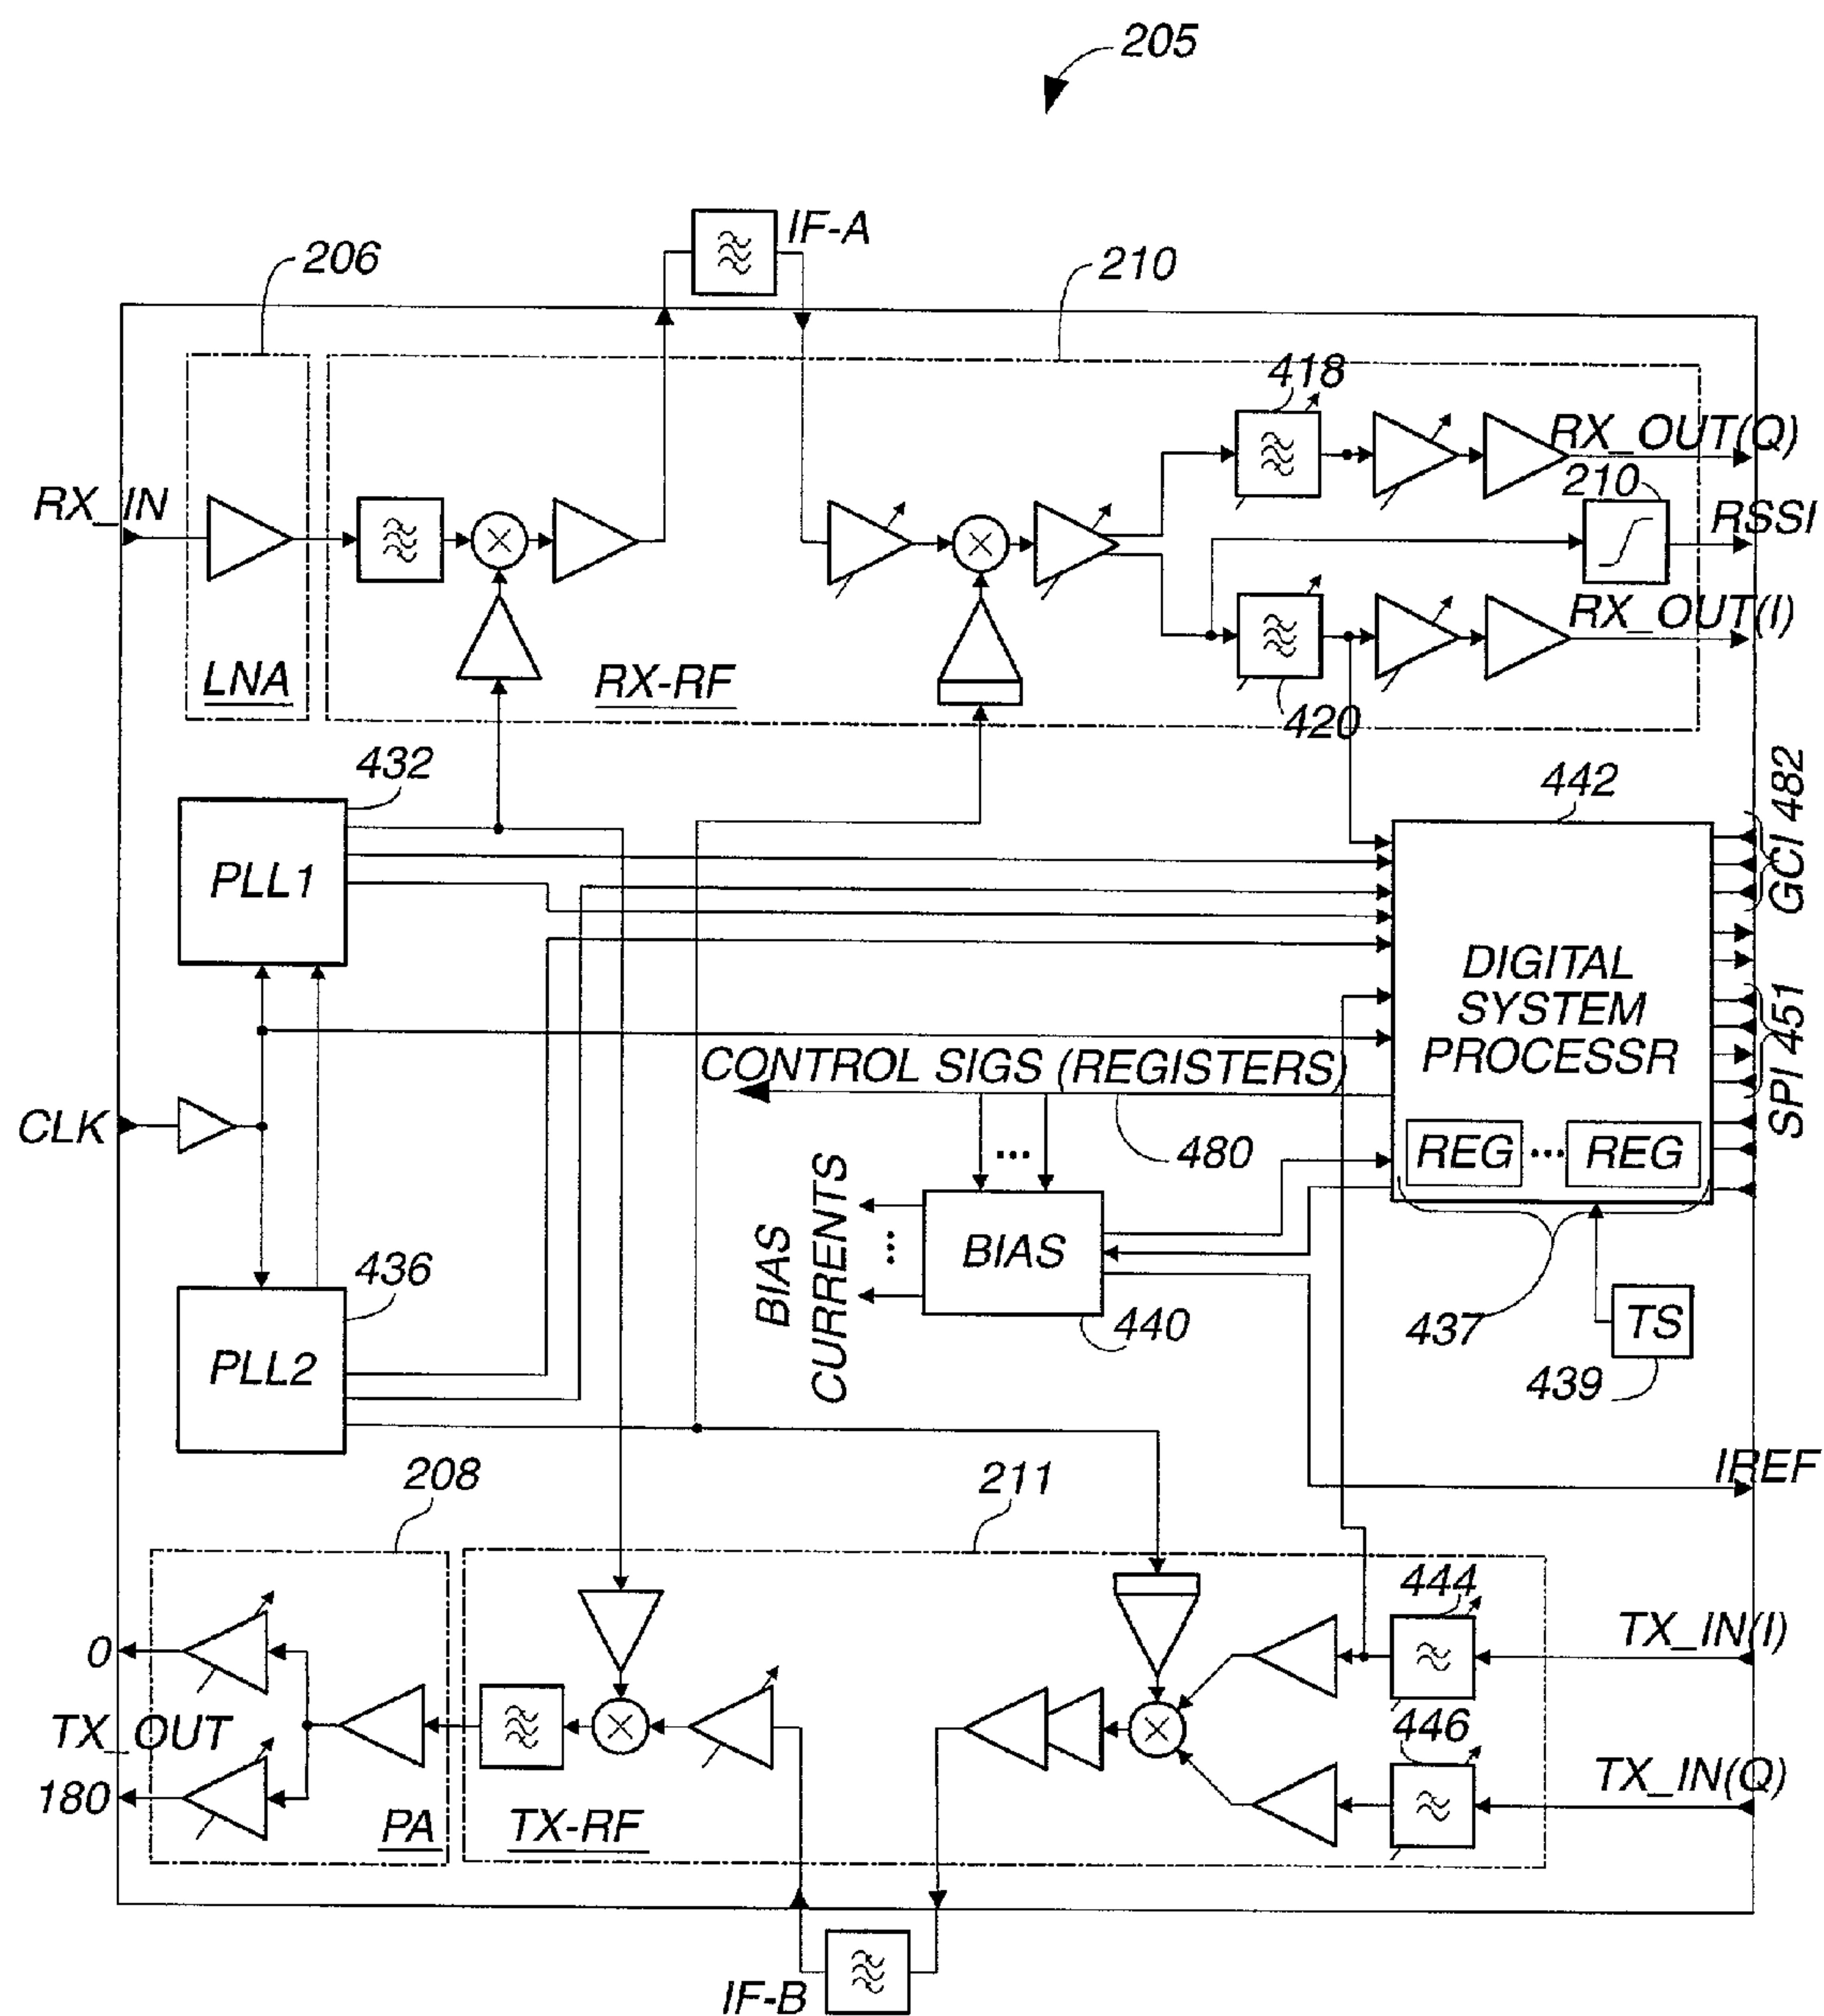 205
IF-A
206
210
418
RX_OUT(Q)
RX_IN
210
RSSI
RX_OUT(I)
LNA
RX-RF
420
432
442
GCI 482
PLL1
DIGITAL
SYSTEM
PROCESSR
SPI 451
CONTROL SIGS (REGISTERS)
CLK
480
REG ... REG
...
BIAS
CURRENTS
...
BIAS
436
440
437
TS
439
PLL2
IREF
208
211
444
0
TX_IN(I)
TX_OUT
446
180
TX_IN(Q)
PA
TX-RF
IF-B